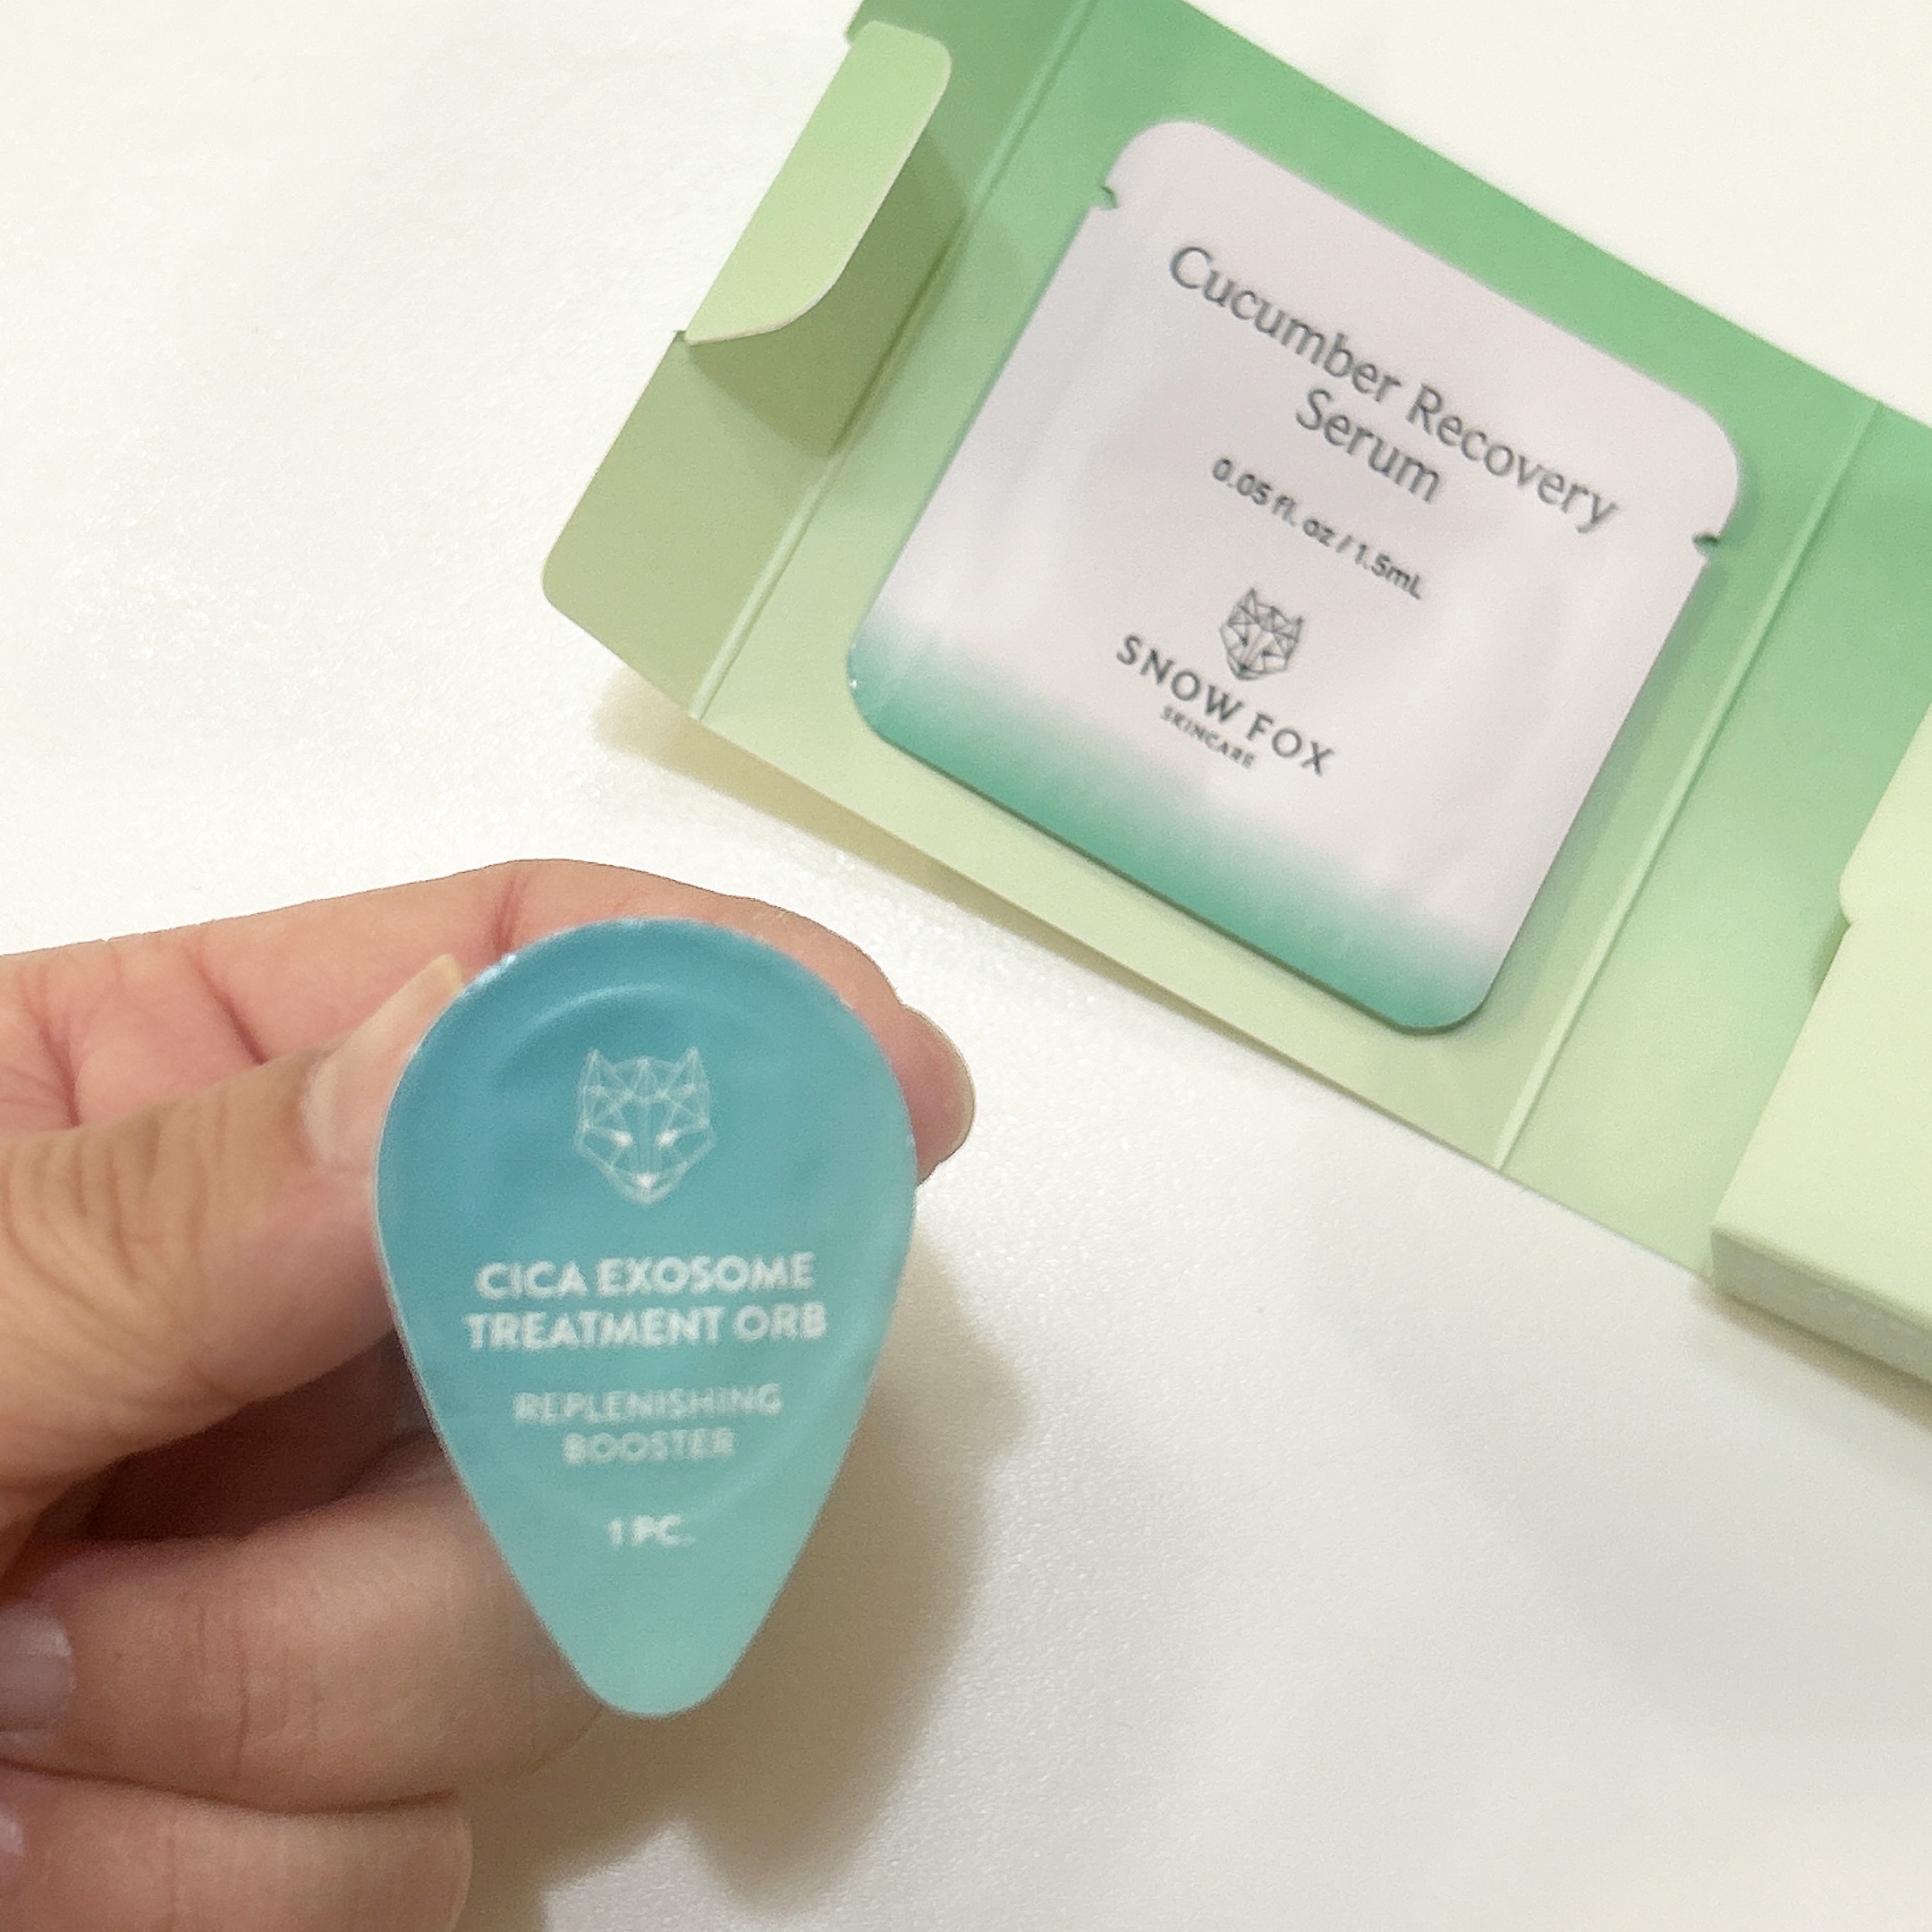 Cucumber Recovery
Serum
0.05 fl. oz / 1.5mL
SNOW FOX
SKINCARE
CICA EXOSOME
TREATMENT ORB
REPLENISHING
BOOSTER
1 PC.